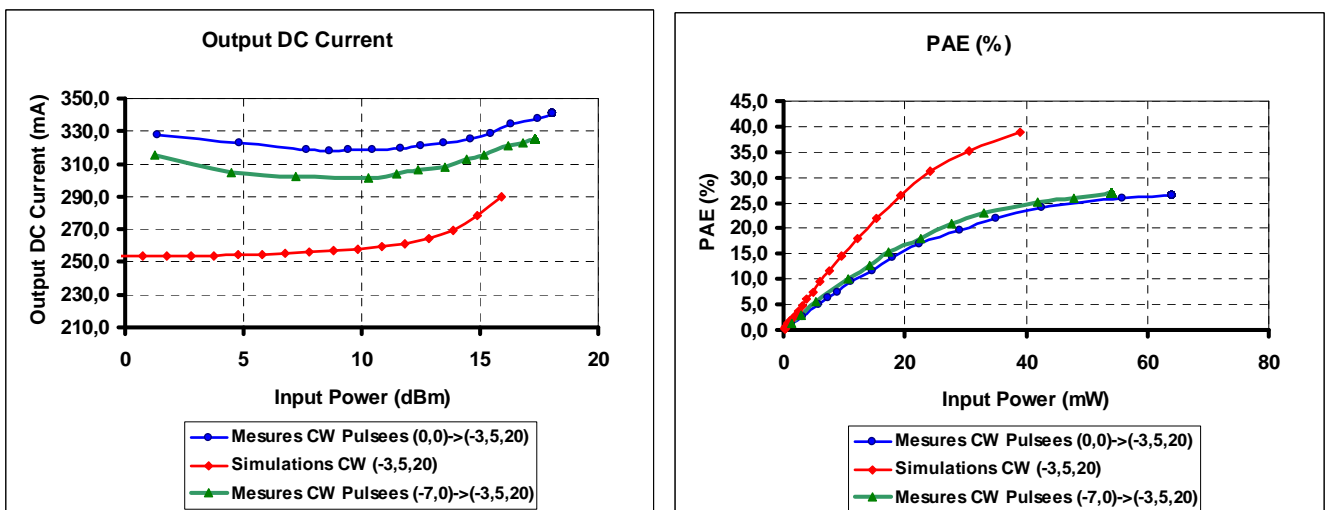 Output DC Current
Output DC Current (mA)
350,0
330,0
310,0
290,0
270,0
250,0
230,0
210,0
0
5
10
15
20
Input Power (dBm)
Mesures CW Pulsees (0,0)->(-3,5,20)
Simulations CW (-3,5,20)
Mesures CW Pulsees (-7,0)->(-3,5,20)
PAE (%)
PAE (%)
45,0
40,0
35,0
30,0
25,0
20,0
15,0
10,0
5,0
0,0
0
20
40
60
80
Input Power (mW)
Mesures CW Pulsees (0,0)->(-3,5,20)
Simulations CW (-3,5,20)
Mesures CW Pulsees (-7,0)->(-3,5,20)